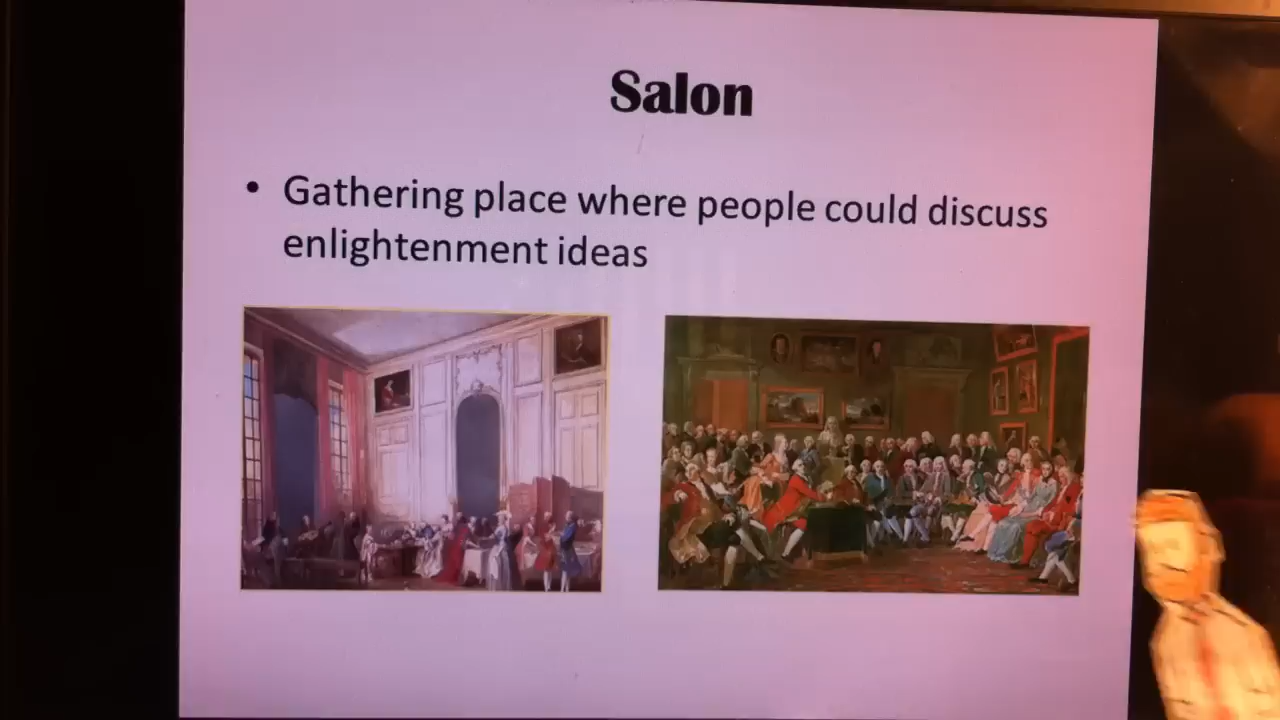 Salon
• Gathering place where people could discuss
enlightenment ideas